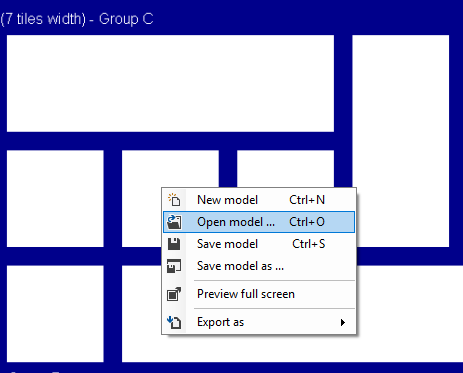 (7 tiles width) - Group C
New model Ctrl+N
Open model ... Ctrl+O
Save model Ctrl+S
Save model as ...
Preview full screen
Export as